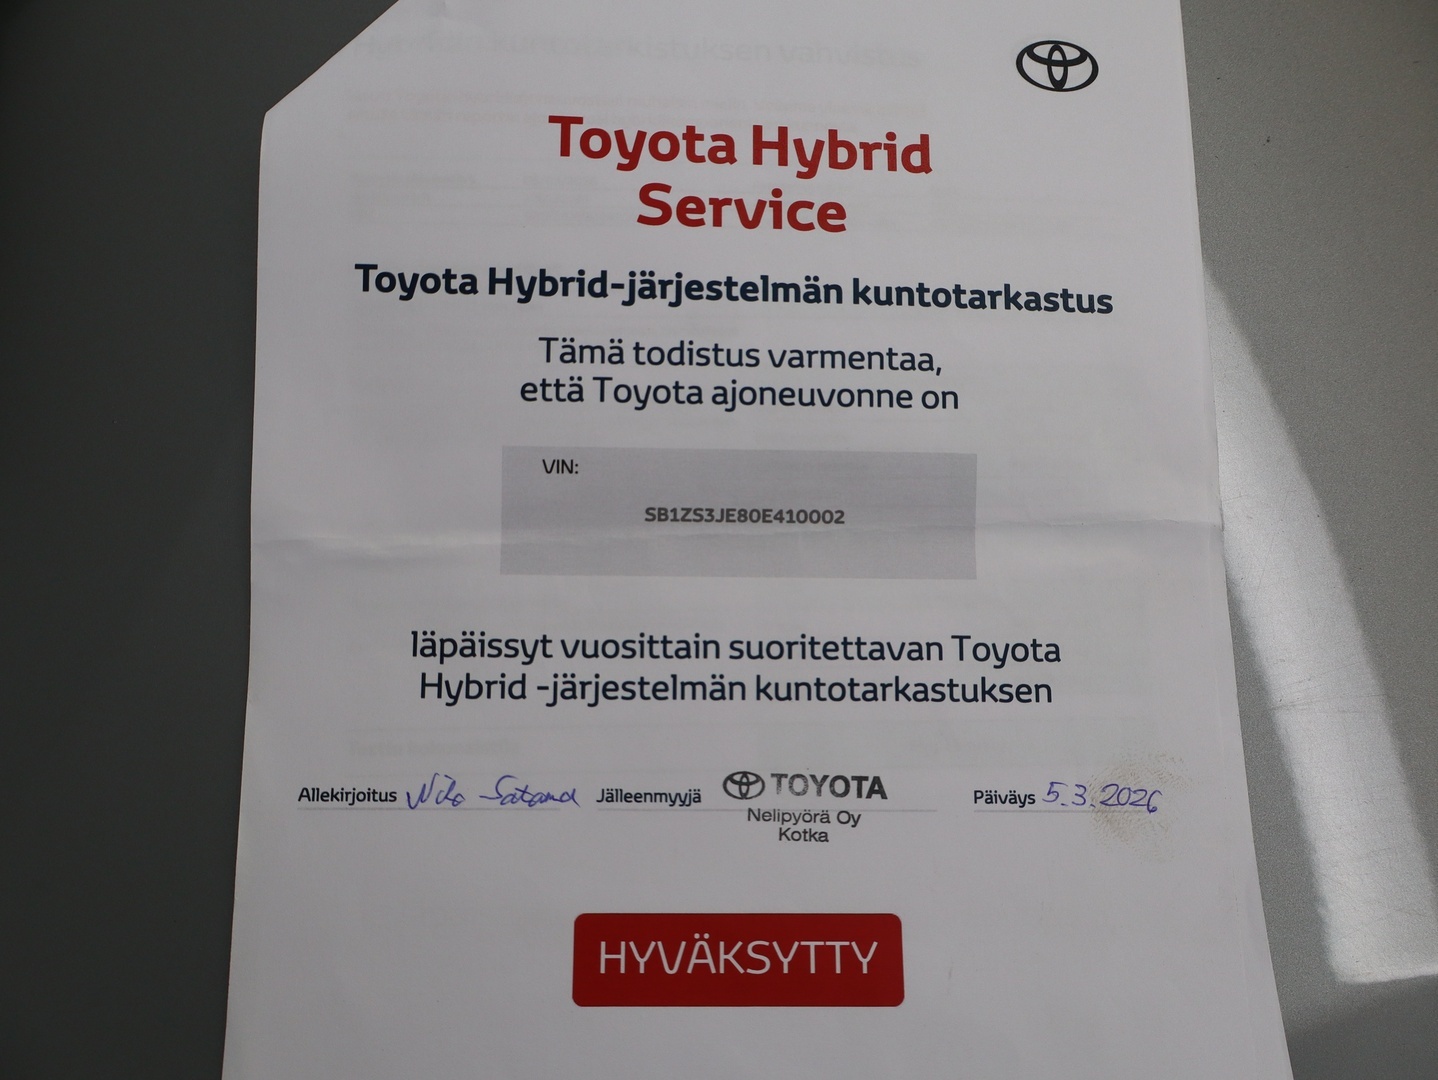 Toyota Hybrid
Service
Toyota Hybrid-järjestelmän kuntotarkastus
Tämä todistus varmentaa,
että Toyota ajoneuvonne on
VIN:
SB1ZS3JE80E410002
läpäissyt vuosittain suoritettavan Toyota
Hybrid -järjestelmän kuntotarkastuksen
Allekirjoitus Jälleenmyyjä TOYOTA Päiväys 5.3.2026
Nelipyörä Oy
Kotka
HYVÄKSYTTY